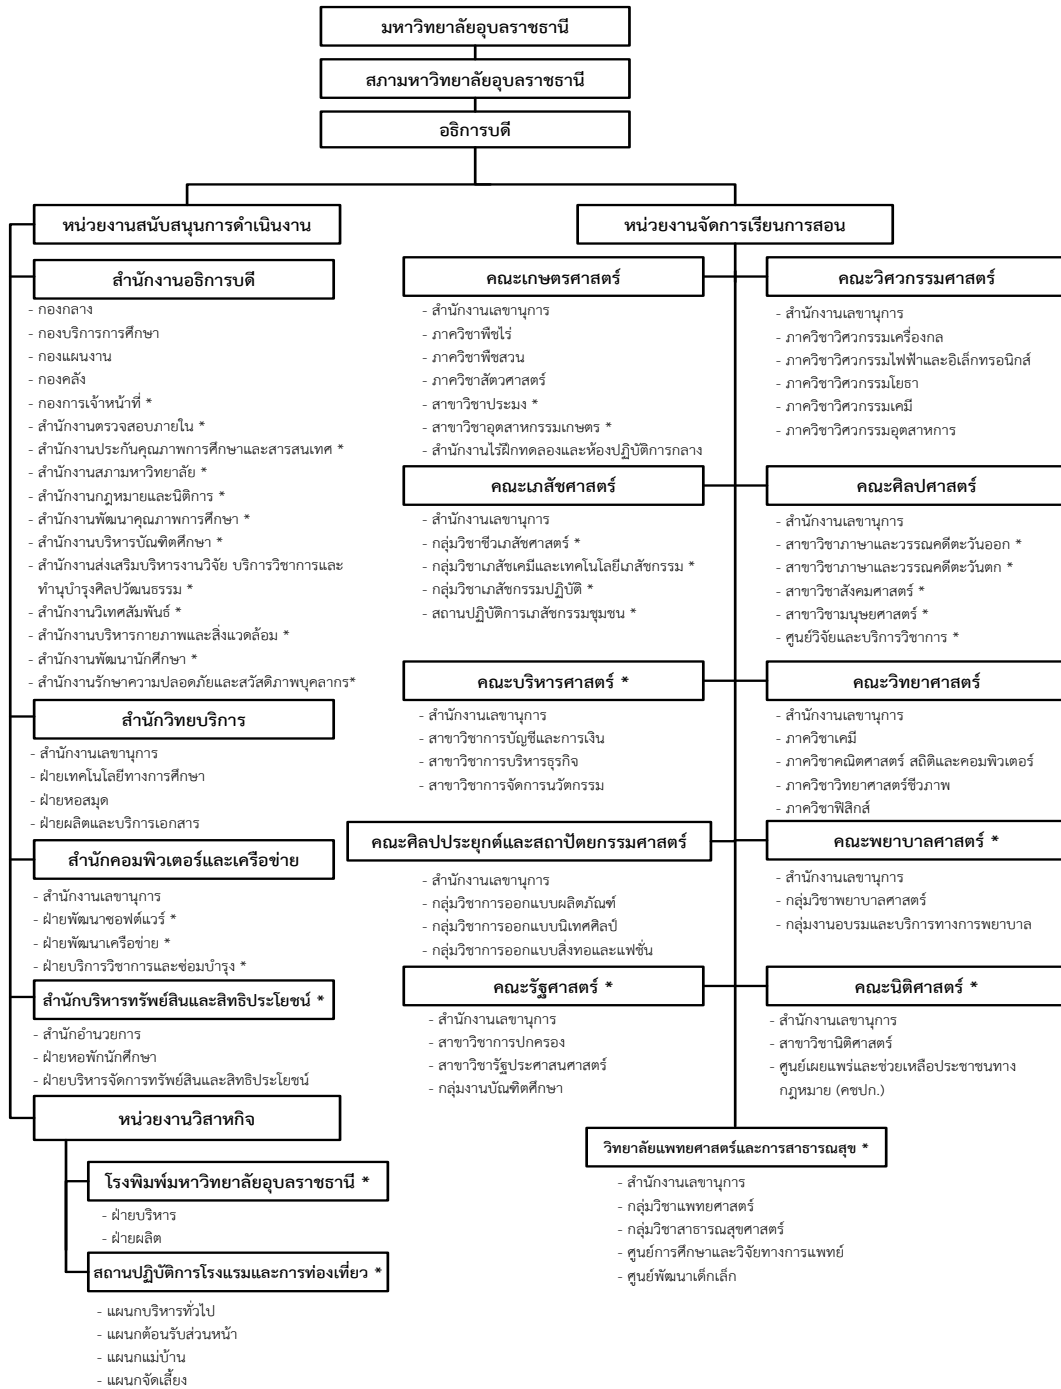 มหาวิทยาลัยอุบลราชธานี
สภามหาวิทยาลัยอุบลราชธานี
อธิการบดี
หน่วยงานสนับสนุนการดำเนินงาน
สำนักงานอธิการบดี
- กองกลาง
- กองบริการการศึกษา
- กองแผนงาน
- กองคลัง
- กองการเจ้าหน้าที่ *
- สำนักงานตรวจสอบภายใน *
- สำนักงานประกันคุณภาพการศึกษาและสารสนเทศ *
- สำนักงานสภามหาวิทยาลัย *
- สำนักงานกฎหมายและนิติการ *
- สำนักงานพัฒนาคุณภาพการศึกษา *
- สำนักงานบริหารบัณฑิตศึกษา *
- สำนักงานส่งเสริมบริหารงานวิจัย บริการวิชาการและ
ทำนุบำรุงศิลปวัฒนธรรม *
- สำนักงานวิเทศสัมพันธ์ *
- สำนักงานบริหารกายภาพและสิ่งแวดล้อม *
- สำนักงานพัฒนานักศึกษา *
- สำนักงานรักษาความปลอดภัยและสวัสดิภาพบุคลากร*
สำนักวิทยบริการ
- สำนักงานเลขานุการ
- ฝ่ายเทคโนโลยีทางการศึกษา
- ฝ่ายหอสมุด
- ฝ่ายผลิตและบริการเอกสาร
สำนักคอมพิวเตอร์และเครือข่าย
- สำนักงานเลขานุการ
- ฝ่ายพัฒนาซอฟต์แวร์ *
- ฝ่ายพัฒนาเครือข่าย *
- ฝ่ายบริการวิชาการและซ่อมบำรุง *
สำนักบริหารทรัพย์สินและสิทธิประโยชน์ *
- สำนักอำนวยการ
- ฝ่ายหอพักนักศึกษา
- ฝ่ายบริหารจัดการทรัพย์สินและสิทธิประโยชน์
หน่วยงานวิสาหกิจ
โรงพิมพ์มหาวิทยาลัยอุบลราชธานี *
- ฝ่ายบริหาร
- ฝ่ายผลิต
สถานปฏิบัติการโรงแรมและการท่องเที่ยว *
- แผนกบริหารทั่วไป
- แผนกต้อนรับส่วนหน้า
- แผนกแม่บ้าน
- แผนกจัดเลี้ยง
หน่วยงานจัดการเรียนการสอน
คณะเกษตรศาสตร์
- สำนักงานเลขานุการ
- ภาควิชาพืชไร่
- ภาควิชาพืชสวน
- ภาควิชาสัตวศาสตร์
- สาขาวิชาประมง *
- สาขาวิชาอุตสาหกรรมเกษตร *
- สำนักงานไร่ฝึกทดลองและห้องปฏิบัติการกลาง
คณะวิศวกรรมศาสตร์
- สำนักงานเลขานุการ
- ภาควิชาวิศวกรรมเครื่องกล
- ภาควิชาวิศวกรรมไฟฟ้าและอิเล็กทรอนิกส์
- ภาควิชาวิศวกรรมโยธา
- ภาควิชาวิศวกรรมเคมี
- ภาควิชาวิศวกรรมอุตสาหการ
คณะเภสัชศาสตร์
- สำนักงานเลขานุการ
- กลุ่มวิชาชีวเภสัชศาสตร์ *
- กลุ่มวิชาเภสัชเคมีและเทคโนโลยีเภสัชกรรม *
- กลุ่มวิชาเภสัชกรรมปฏิบัติ *
- สถานปฏิบัติการเภสัชกรรมชุมชน *
คณะศิลปศาสตร์
- สำนักงานเลขานุการ
- สาขาวิชาภาษาและวรรณคดีตะวันออก *
- สาขาวิชาภาษาและวรรณคดีตะวันตก *
- สาขาวิชาสังคมศาสตร์ *
- สาขาวิชามนุษยศาสตร์ *
- ศูนย์วิจัยและบริการวิชาการ *
คณะบริหารศาสตร์ *
- สำนักงานเลขานุการ
- สาขาวิชาการบัญชีและการเงิน
- สาขาวิชาการบริหารธุรกิจ
- สาขาวิชาการจัดการนวัตกรรม
คณะวิทยาศาสตร์
- สำนักงานเลขานุการ
- ภาควิชาเคมี
- ภาควิชาคณิตศาสตร์ สถิติและคอมพิวเตอร์
- ภาควิชาวิทยาศาสตร์ชีวภาพ
- ภาควิชาฟิสิกส์
คณะศิลปประยุกต์และสถาปัตยกรรมศาสตร์
- สำนักงานเลขานุการ
- กลุ่มวิชาการออกแบบผลิตภัณฑ์
- กลุ่มวิชาการออกแบบนิเทศศิลป์
- กลุ่มวิชาการออกแบบสิ่งทอและแฟชั่น
คณะพยาบาลศาสตร์ *
- สำนักงานเลขานุการ
- กลุ่มวิชาพยาบาลศาสตร์
- กลุ่มงานอบรมและบริการทางการพยาบาล
คณะรัฐศาสตร์ *
- สำนักงานเลขานุการ
- สาขาวิชาการปกครอง
- สาขาวิชารัฐประศาสนศาสตร์
- กลุ่มงานบัณฑิตศึกษา
คณะนิติศาสตร์ *
- สำนักงานเลขานุการ
- สาขาวิชานิติศาสตร์
- ศูนย์เผยแพร่และช่วยเหลือประชาชนทาง
กฎหมาย (คชปก.)
วิทยาลัยแพทยศาสตร์และการสาธารณสุข *
- สำนักงานเลขานุการ
- กลุ่มวิชาแพทยศาสตร์
- กลุ่มวิชาสาธารณสุขศาสตร์
- ศูนย์การศึกษาและวิจัยทางการแพทย์
- ศูนย์พัฒนาเด็กเล็ก